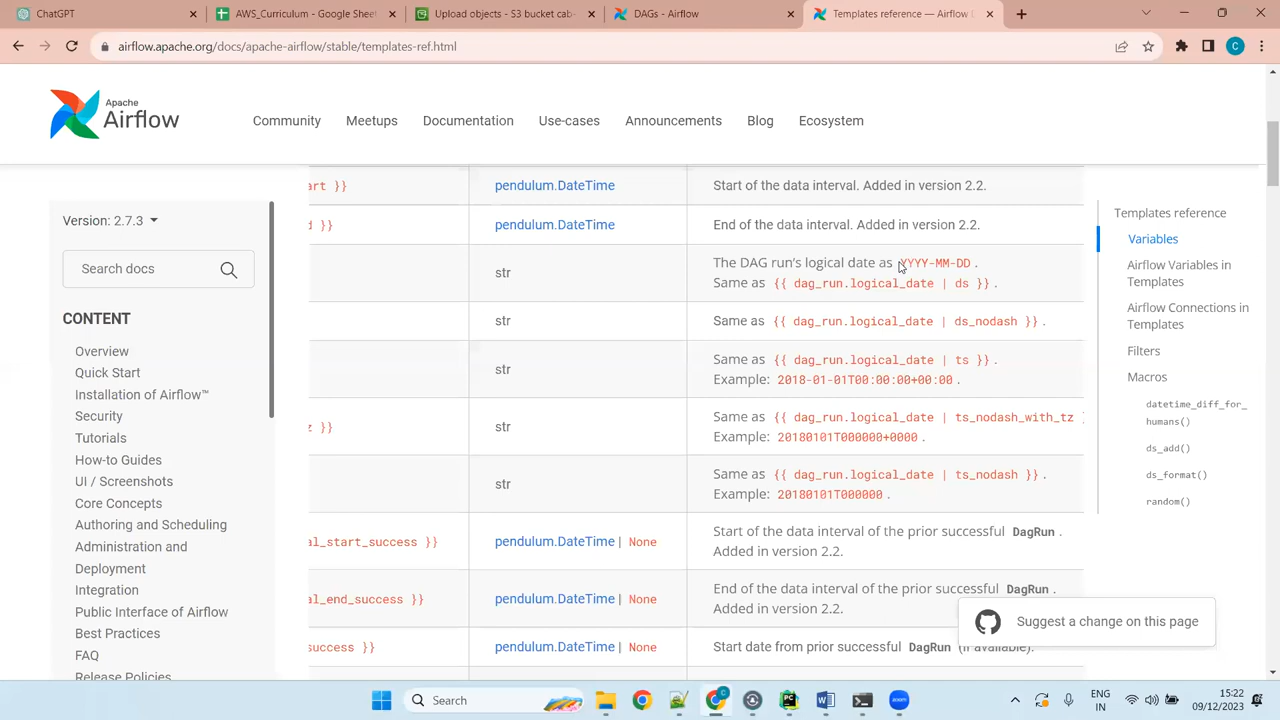 ChatGPT
AWS_Curriculum - Google Sheet
Upload objects - S3 bucket cab-
DAGS - Airflow
Templates reference — Airflow D
airflow.apache.org/docs/apache-airflow/stable/templates-ref.html
C
Apache
Airflow
Community
Meetups
Documentation
Use-cases
Announcements
Blog
Ecosystem
Version: 2.7.3
Search docs
CONTENT
Overview
Quick Start
Installation of Airflow™
Security
Tutorials
How-to Guides
UI / Screenshots
Core Concepts
Authoring and Scheduling
Administration and
Deployment
Integration
Public Interface of Airflow
Best Practices
FAQ
Release Policies
art }}
pendulum.DateTime
Start of the data interval. Added in version 2.2.
d }}
pendulum.DateTime
End of the data interval. Added in version 2.2.
str
The DAG run's logical date as YYYY-MM-DD .
Same as {{ dag_run.logical_date | ds }} .
str
Same as {{ dag_run.logical_date | ds_nodash }} .
str
Same as {{ dag_run.logical_date | ts }} .
Example: 2018-01-01T00:00:00+00:00 .
z }}
str
Same as {{ dag_run.logical_date | ts_nodash_with_tz }
Example: 20180101T000000+0000 .
str
Same as {{ dag_run.logical_date | ts_nodash }} .
Example: 20180101T000000 .
al_start_success }}
pendulum.DateTime | None
Start of the data interval of the prior successful DagRun .
Added in version 2.2.
al_end_success }}
pendulum.DateTime | None
End of the data interval of the prior successful DagRun .
Added in version 2.2.
success }}
pendulum.DateTime | None
Start date from prior successful DagRun (if available).
Templates reference
Variables
Airflow Variables in
Templates
Airflow Connections in
Templates
Filters
Macros
datetime_diff_for_
humans()
ds_add()
ds_format()
random()
Suggest a change on this page
Search
ENG
IN
15:22
09/12/2023